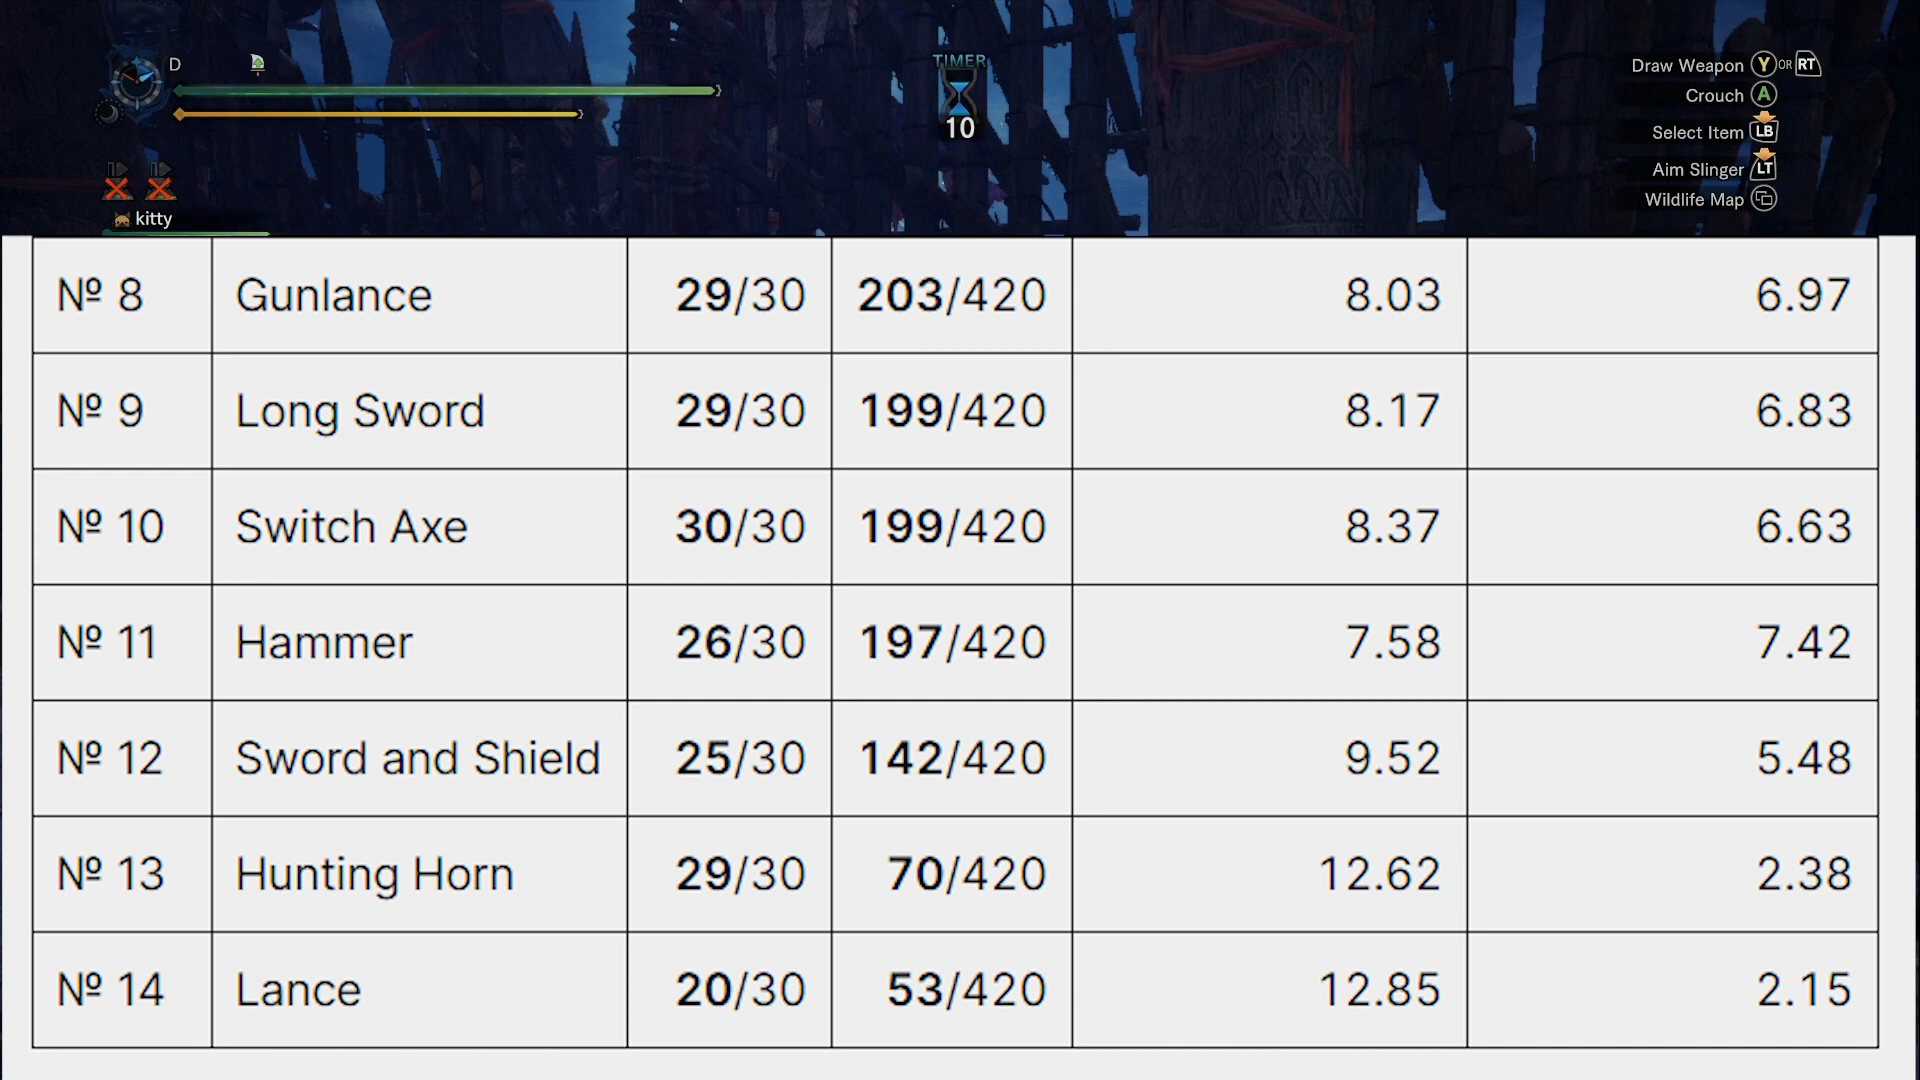 D
TIMER
10
Draw Weapon Y OR RT
Crouch A
Select Item LB
Aim Slinger LT
Wildlife Map
kitty
Nº 8 Gunlance 29/30 203/420 8.03 6.97
Nº 9 Long Sword 29/30 199/420 8.17 6.83
Nº 10 Switch Axe 30/30 199/420 8.37 6.63
Nº 11 Hammer 26/30 197/420 7.58 7.42
Nº 12 Sword and Shield 25/30 142/420 9.52 5.48
Nº 13 Hunting Horn 29/30 70/420 12.62 2.38
Nº 14 Lance 20/30 53/420 12.85 2.15